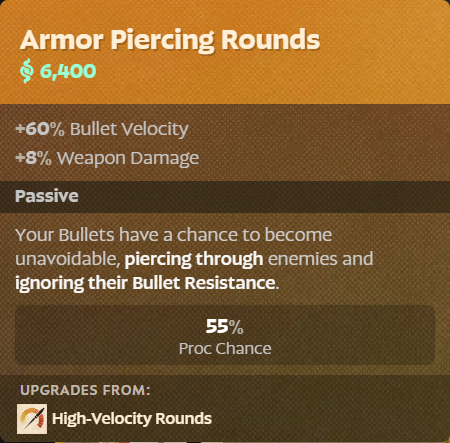 Armor Piercing Rounds
6,400
+60% Bullet Velocity
+8% Weapon Damage
Passive
Your Bullets have a chance to become
unavoidable, piercing through enemies and
ignoring their Bullet Resistance.
55%
Proc Chance
UPGRADES FROM:
High-Velocity Rounds